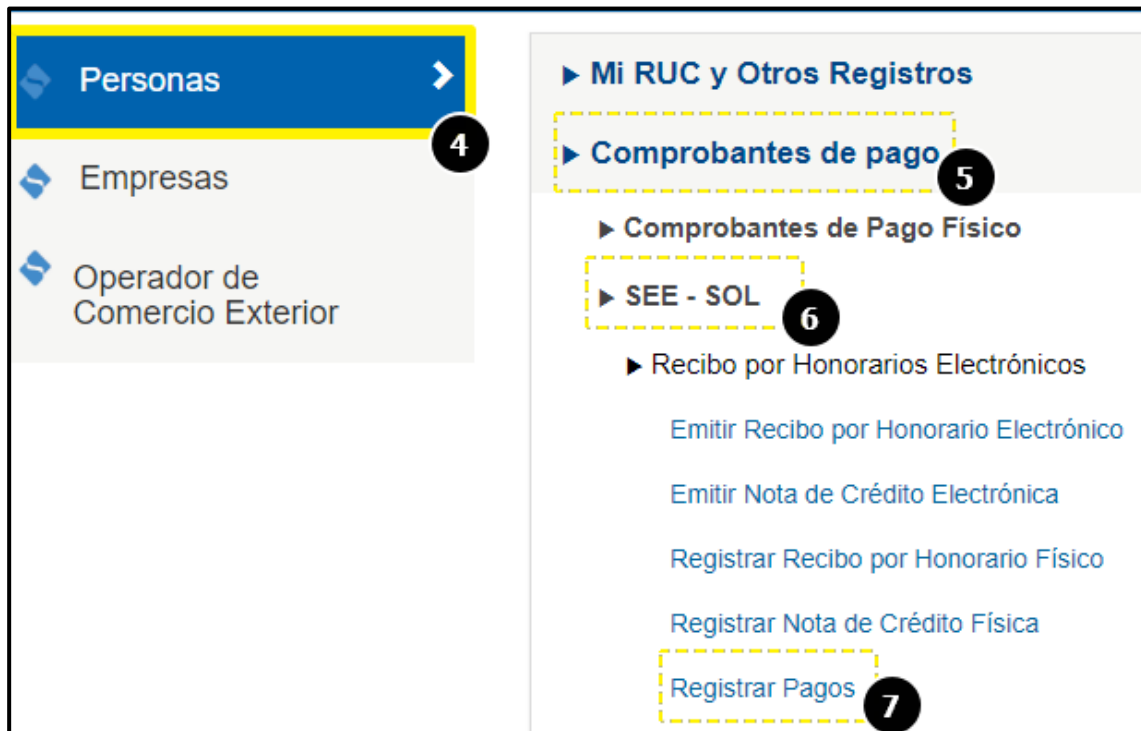 Personas
4
Empresas
Operador de
Comercio Exterior
Mi RUC y Otros Registros
Comprobantes de pago
5
Comprobantes de Pago Físico
SEE - SOL
6
Recibo por Honorarios Electrónicos
Emitir Recibo por Honorario Electrónico
Emitir Nota de Crédito Electrónica
Registrar Recibo por Honorario Físico
Registrar Nota de Crédito Física
Registrar Pagos
7